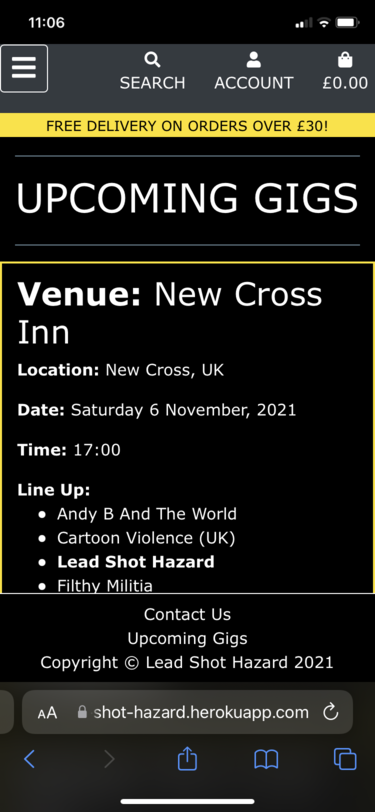 11:06
SEARCH ACCOUNT £0.00
FREE DELIVERY ON ORDERS OVER £30!
UPCOMING GIGS
Venue: New Cross
Inn
Location: New Cross, UK
Date: Saturday 6 November, 2021
Time: 17:00
Line Up:
• Andy B And The World
• Cartoon Violence (UK)
• Lead Shot Hazard
• Filthy Militia
Contact Us
Upcoming Gigs
Copyright © Lead Shot Hazard 2021
AA shot-hazard.herokuapp.com